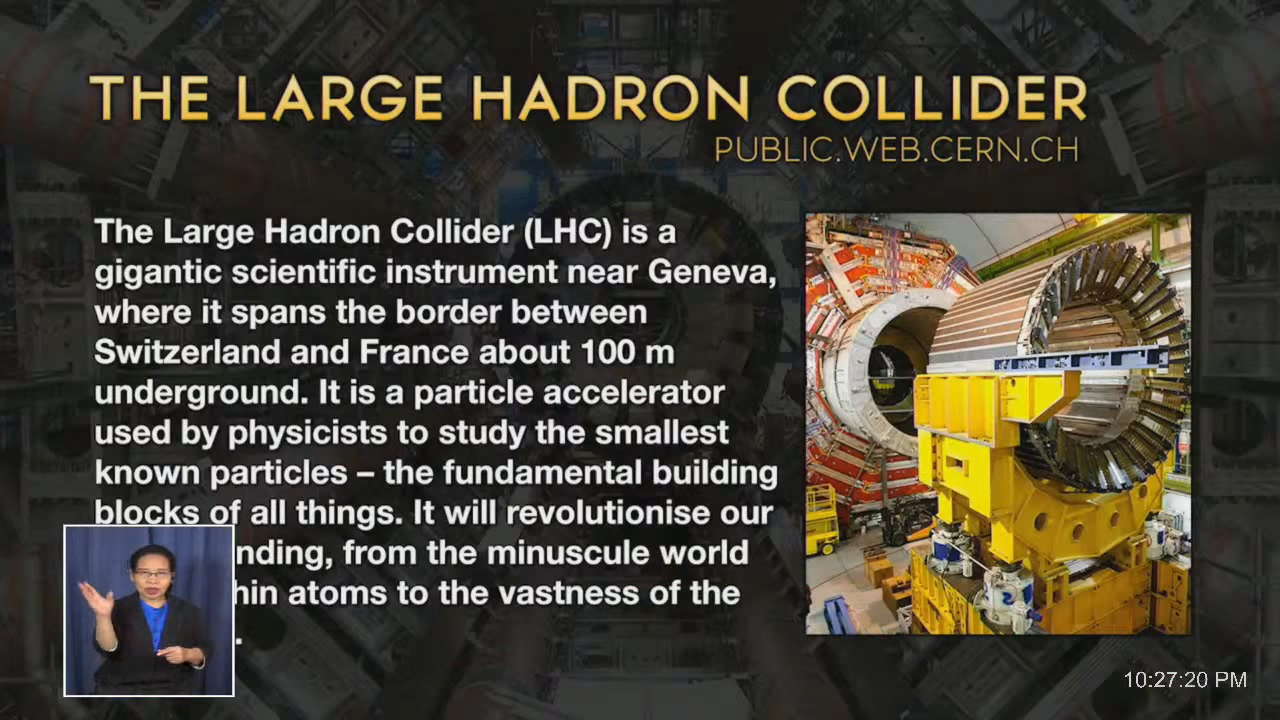 THE LARGE HADRON COLLIDER
PUBLIC.WEB.CERN.CH
The Large Hadron Collider (LHC) is a
gigantic scientific instrument near Geneva,
where it spans the border between
Switzerland and France about 100 m
underground. It is a particle accelerator
used by physicists to study the smallest
known particles – the fundamental building
blocks of all things. It will revolutionise our
nding, from the minuscule world
hin atoms to the vastness of the
.
10:27:20 PM